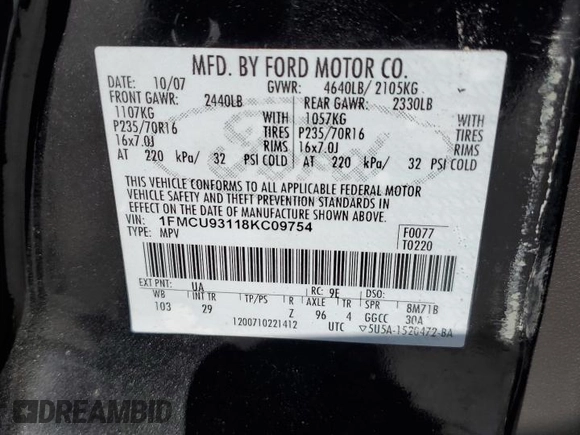 MFD. BY FORD MOTOR CO.
DATE: 10/07 GVWR: 4640LB/ 2105KG
FRONT GAWR: 2440LB REAR GAWR: 2330LB
1107KG WITH 1057KG WITH
P235/70R16 TIRES P235/70R16 TIRES
16x7.0J RIMS 16x7.0J RIMS
AT 220 kPa/ 32 PSI COLD AT 220 kPa/ 32 PSI COLD
THIS VEHICLE CONFORMS TO ALL APPLICABLE FEDERAL MOTOR
VEHICLE SAFETY AND THEFT PREVENTION STANDARDS IN
EFFECT ON THE DATE OF MANUFACTURE SHOWN ABOVE.
VIN: 1FMCU93118KC09754 F0077
TYPE: MPV T0220
EXT PNT: UA RC: 9E DSO:
WB INT TR TP/PS R AXLE TR SPR 8M71B
103 29 Z 96 4 GGCC 30A
1200710221412 UTC ▽5U5A-1520472-BA
DREAMBID